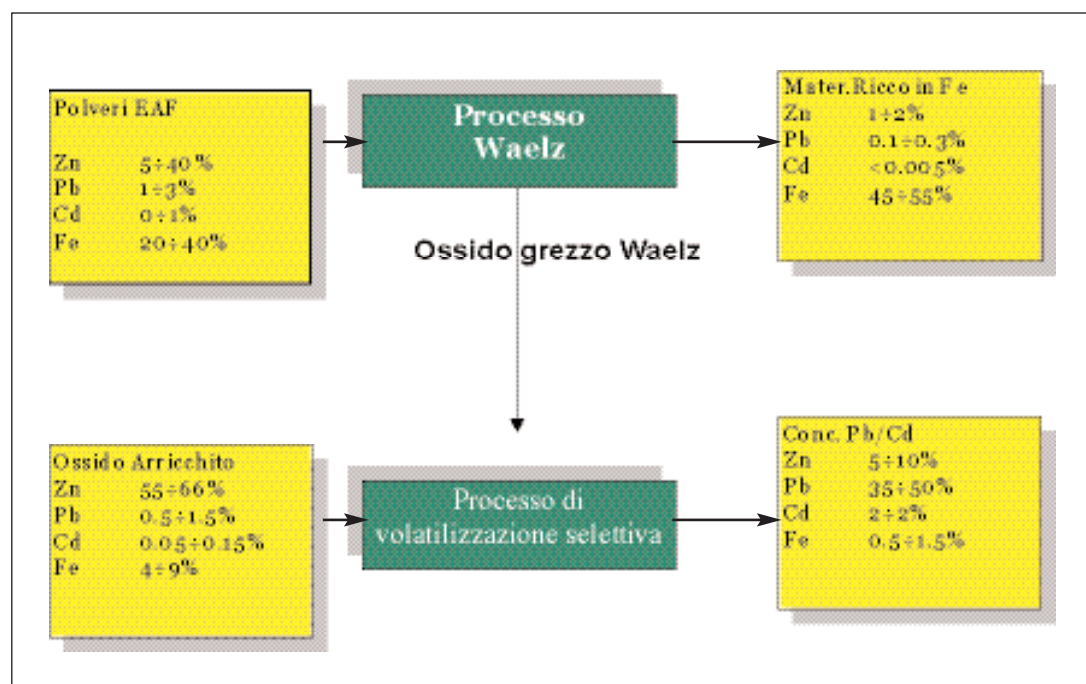 Polveri EAF
Zn 5÷40%
Pb 1÷3%
Cd 0÷1%
Fe 20÷40%
Processo
Waelz
Mater.Ricco in Fe
Zn 1÷2%
Pb 0.1÷0.3%
Cd <0.005%
Fe 45÷55%
Ossido grezzo Waelz
Ossido Arricchito
Zn 55÷66%
Pb 0.5÷1.5%
Cd 0.05÷0.15%
Fe 4÷9%
Processo di
volatilizzazione selettiva
Conc. Pb/Cd
Zn 5÷10%
Pb 35÷50%
Cd 2÷2%
Fe 0.5÷1.5%